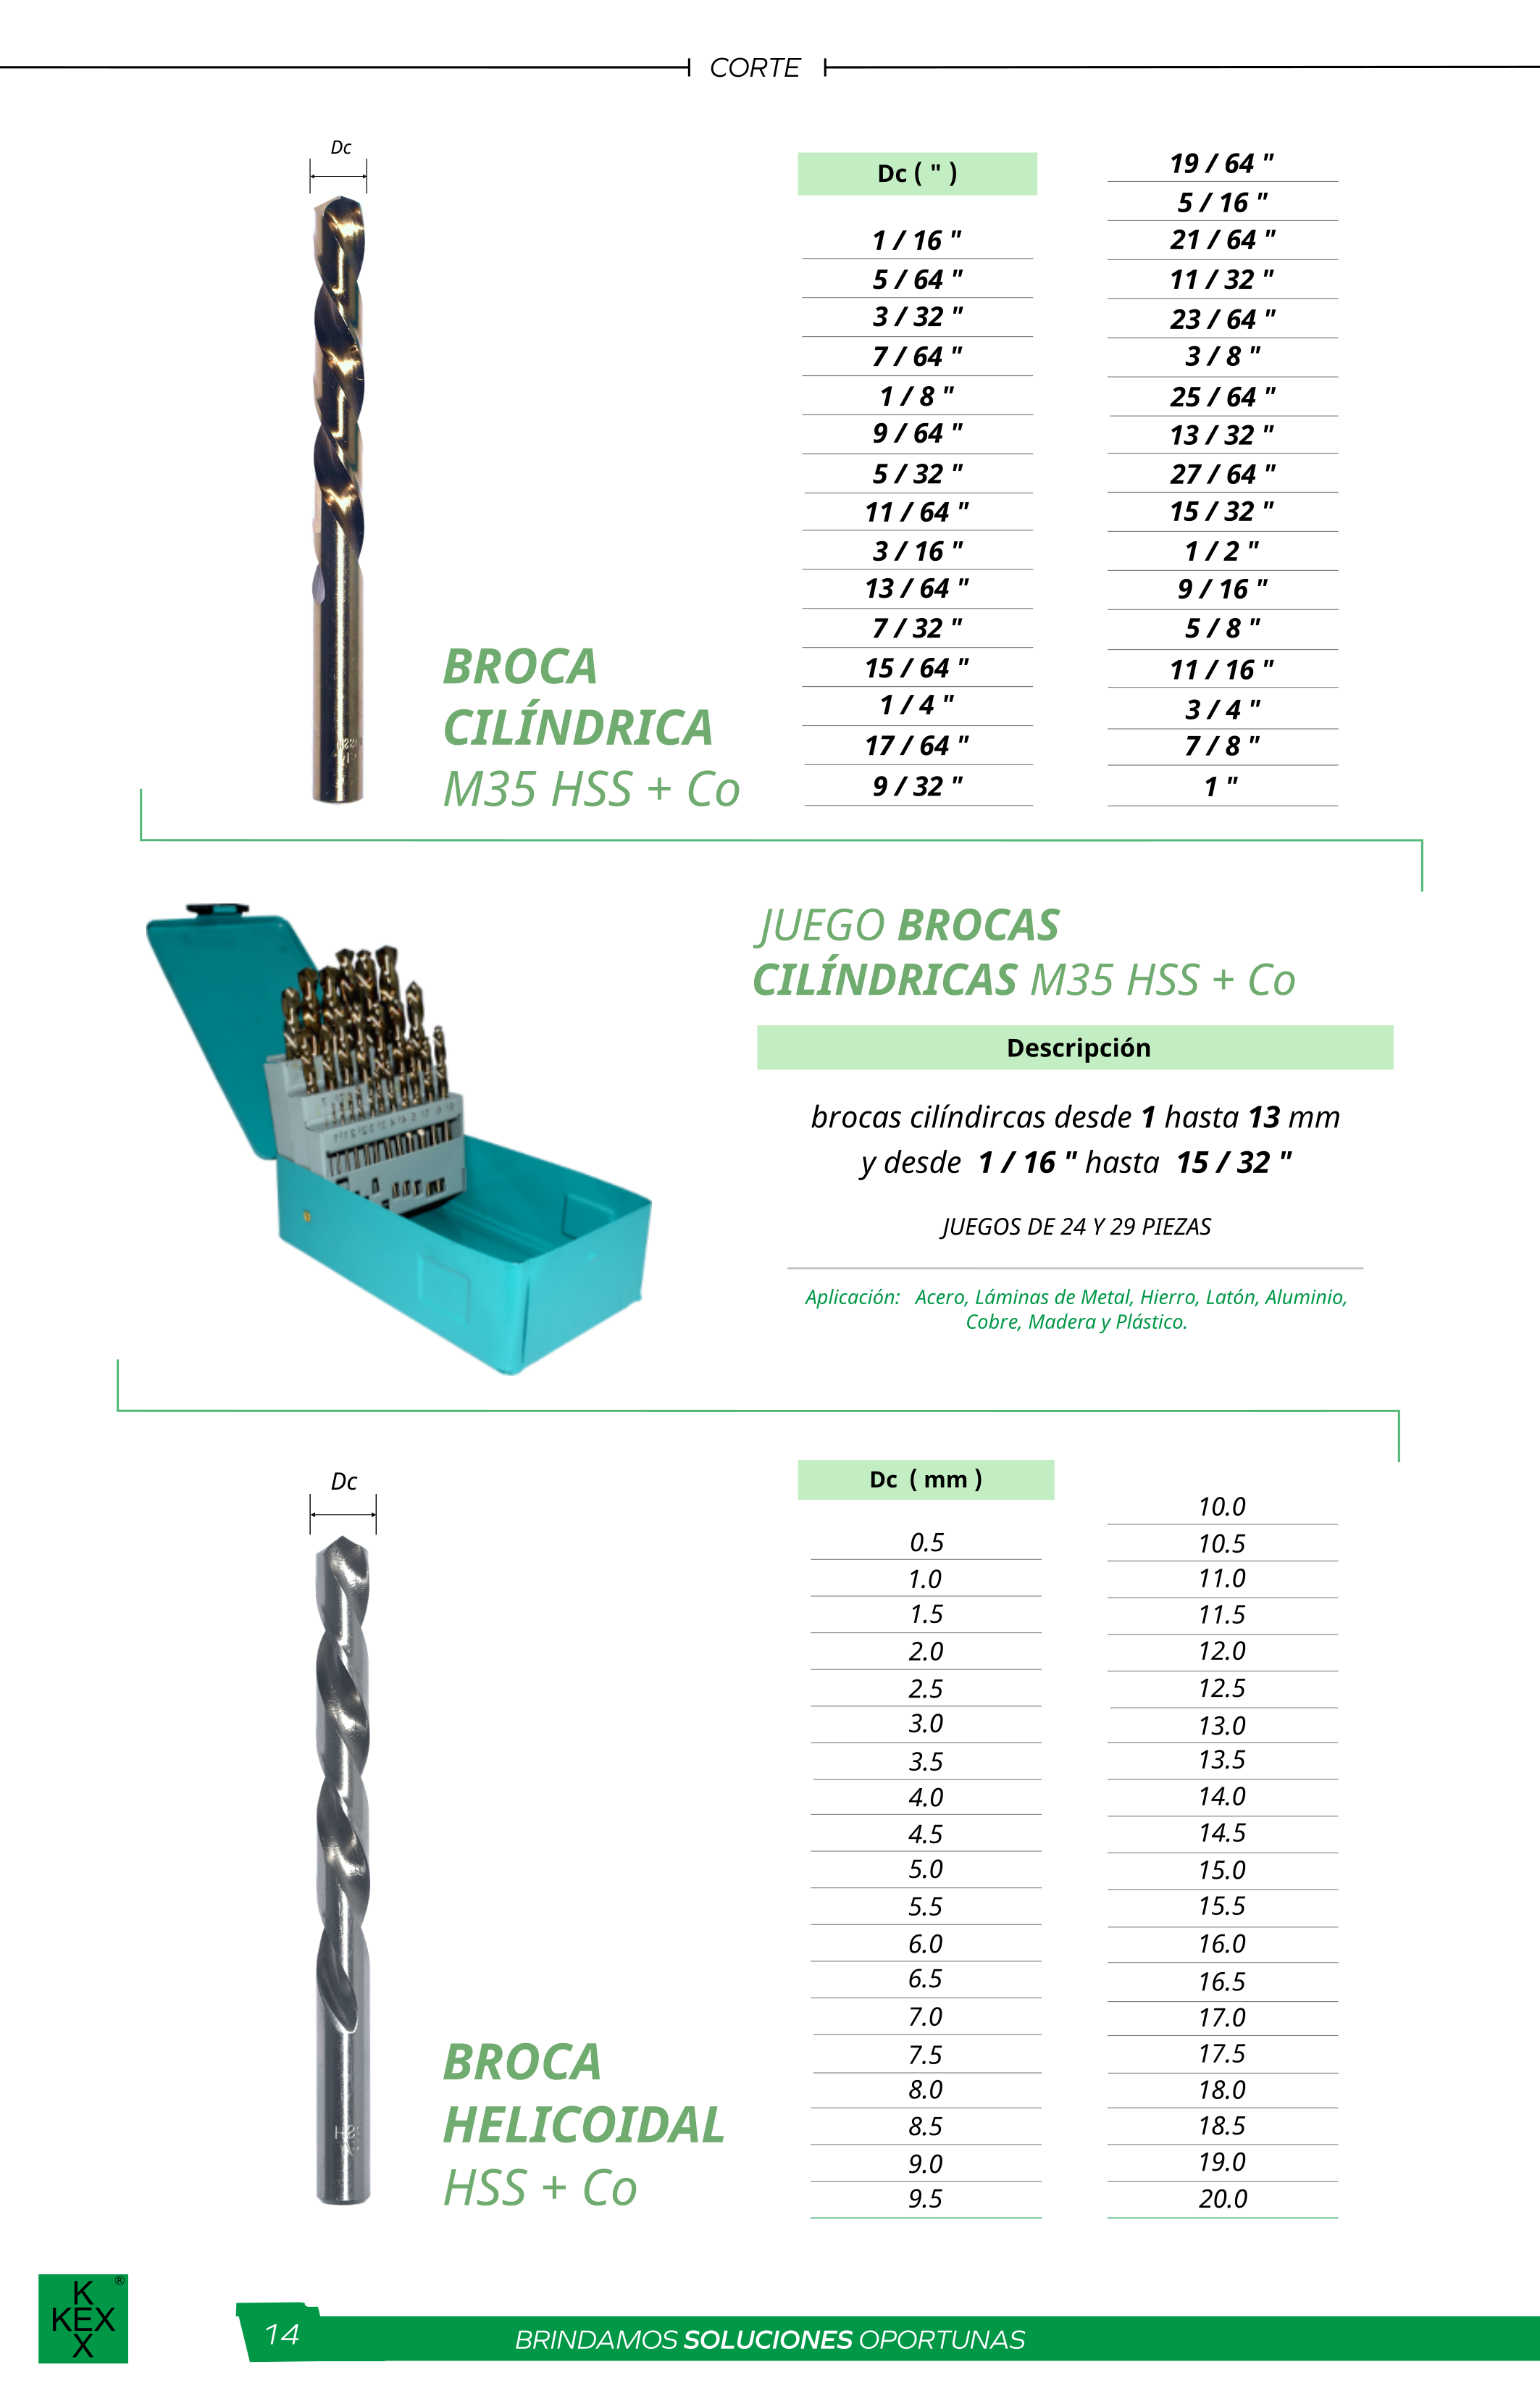 CORTE
Dc
BROCA
CILÍNDRICA
M35 HSS + Co
Dc ( " )
1 / 16 "
5 / 64 "
3 / 32 "
7 / 64 "
1 / 8 "
9 / 64 "
5 / 32 "
11 / 64 "
3 / 16 "
13 / 64 "
7 / 32 "
15 / 64 "
1 / 4 "
17 / 64 "
9 / 32 "
19 / 64 "
5 / 16 "
21 / 64 "
11 / 32 "
23 / 64 "
3 / 8 "
25 / 64 "
13 / 32 "
27 / 64 "
15 / 32 "
1 / 2 "
9 / 16 "
5 / 8 "
11 / 16 "
3 / 4 "
7 / 8 "
1 "
JUEGO BROCAS
CILÍNDRICAS M35 HSS + Co
Descripción
brocas cilíndircas desde 1 hasta 13 mm
y desde 1 / 16 " hasta 15 / 32 "
JUEGOS DE 24 Y 29 PIEZAS
Aplicación: Acero, Láminas de Metal, Hierro, Latón, Aluminio,
Cobre, Madera y Plástico.
Dc
BROCA
HELICOIDAL
HSS + Co
Dc ( mm )
0.5
1.0
1.5
2.0
2.5
3.0
3.5
4.0
4.5
5.0
5.5
6.0
6.5
7.0
7.5
8.0
8.5
9.0
9.5
10.0
10.5
11.0
11.5
12.0
12.5
13.0
13.5
14.0
14.5
15.0
15.5
16.0
16.5
17.0
17.5
18.0
18.5
19.0
20.0
K ®
KEX
X
14
BRINDAMOS SOLUCIONES OPORTUNAS